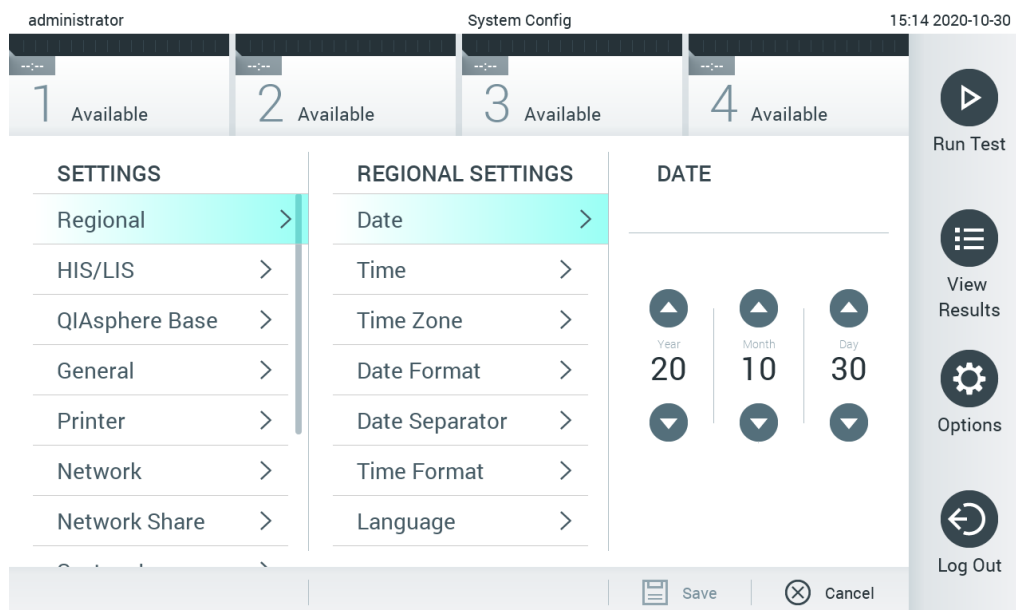 administrator System Config 15:14 2020-10-30
--:-- --:-- --:-- --:--
1 Available 2 Available 3 Available 4 Available
Run Test
SETTINGS REGIONAL SETTINGS DATE
Regional Date
HIS/LIS Time
View
Results
QIAsphere Base Time Zone
Year Month Day
20 10 30
General Date Format
Printer Date Separator
Options
Network Time Format
Network Share Language
Log Out
Save Cancel